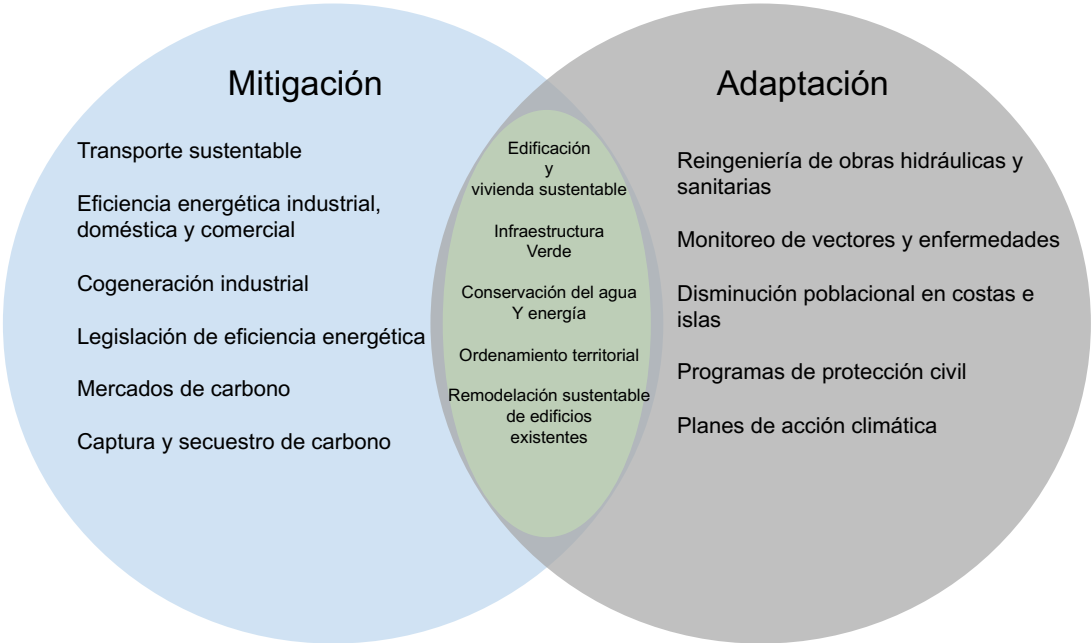 Mitigación
Transporte sustentable
Eficiencia energética industrial,
doméstica y comercial
Cogeneración industrial
Legislación de eficiencia energética
Mercados de carbono
Captura y secuestro de carbono
Edificación
y
vivienda sustentable
Infraestructura
Verde
Conservación del agua
Y energía
Ordenamiento territorial
Remodelación sustentable
de edificios
existentes
Adaptación
Reingeniería de obras hidráulicas y
sanitarias
Monitoreo de vectores y enfermedades
Disminución poblacional en costas e
islas
Programas de protección civil
Planes de acción climática